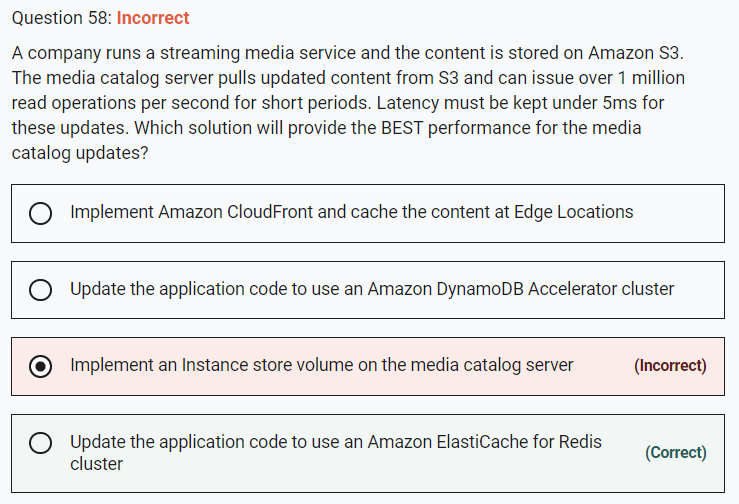 Question 58: Incorrect
A company runs a streaming media service and the content is stored on Amazon S3.
The media catalog server pulls updated content from S3 and can issue over 1 million
read operations per second for short periods. Latency must be kept under 5ms for
these updates. Which solution will provide the BEST performance for the media
catalog updates?
Implement Amazon CloudFront and cache the content at Edge Locations
Update the application code to use an Amazon DynamoDB Accelerator cluster
Implement an Instance store volume on the media catalog server (Incorrect)
Update the application code to use an Amazon ElastiCache for Redis
cluster (Correct)